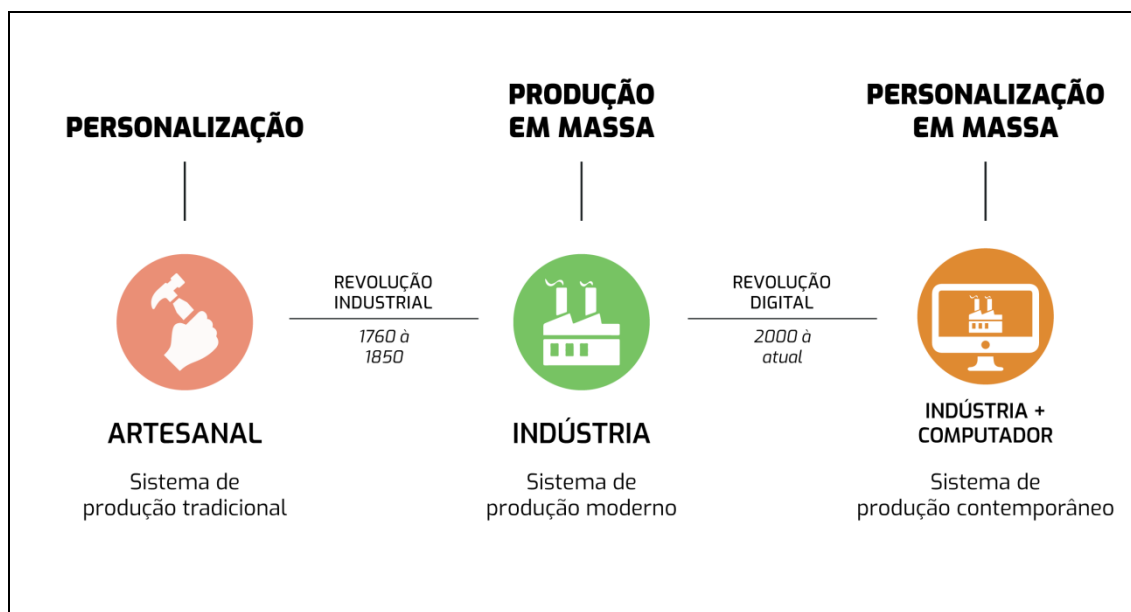 PERSONALIZAÇÃO
PRODUÇÃO
EM MASSA
PERSONALIZAÇÃO
EM MASSA
REVOLUÇÃO
INDUSTRIAL
1760 à
1850
REVOLUÇÃO
DIGITAL
2000 à
atual
ARTESANAL
Sistema de
produção tradicional
INDÚSTRIA
Sistema de
produção moderno
INDÚSTRIA +
COMPUTADOR
Sistema de
produção contemporâneo